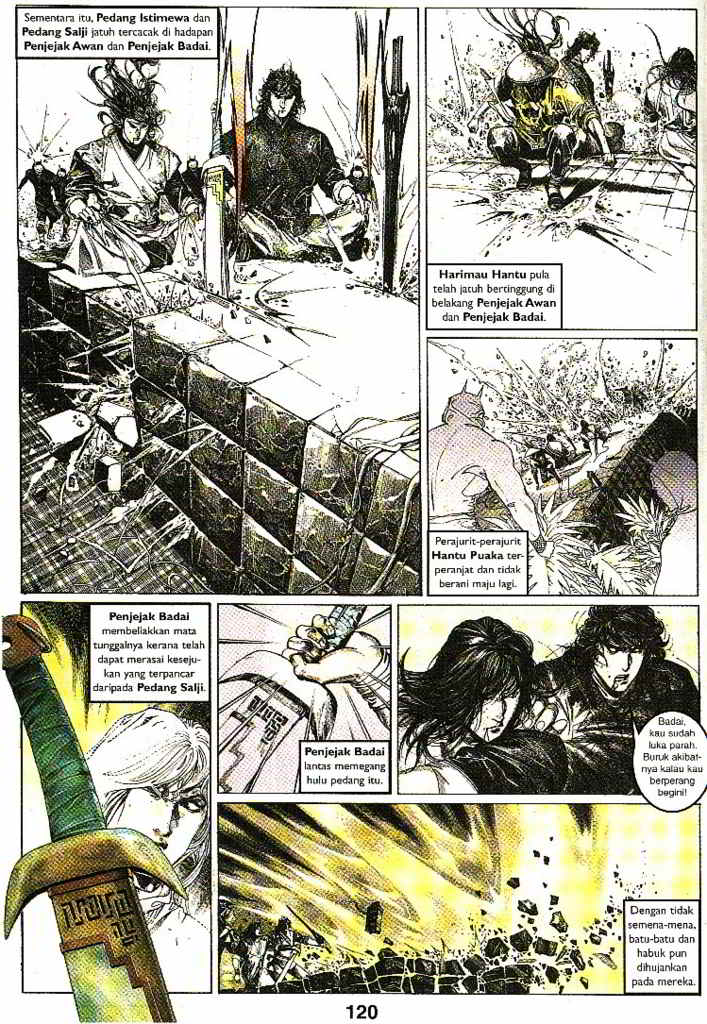 Sementara itu, Pedang Istimewa dan
Pedang Salji jatuh tercacak di hadapan
Penjejak Awan dan Penjejak Badai.
Harimau Hantu pula
telah jatuh bertinggung di
belakang Penjejak Awan
dan Penjejak Badai.
Perajurit-perajurit
Hantu Puaka ter-
peranjat dan tidak
berani maju lagi.
Penjejak Badai
membeliakkan mata
tunggalnya kerana telah
dapat merasai keseju-
kan yang terpancar
daripada Pedang Salji.
Penjejak Badai
lantas memegang
hulu pedang itu.
Badai,
kau sudah
luka parah.
Buruk akibat-
nya kalau kau
berperang
begini!
Dengan tidak
semena-mena,
batu-batu dan
habuk pun
dihujankan
pada mereka.
120